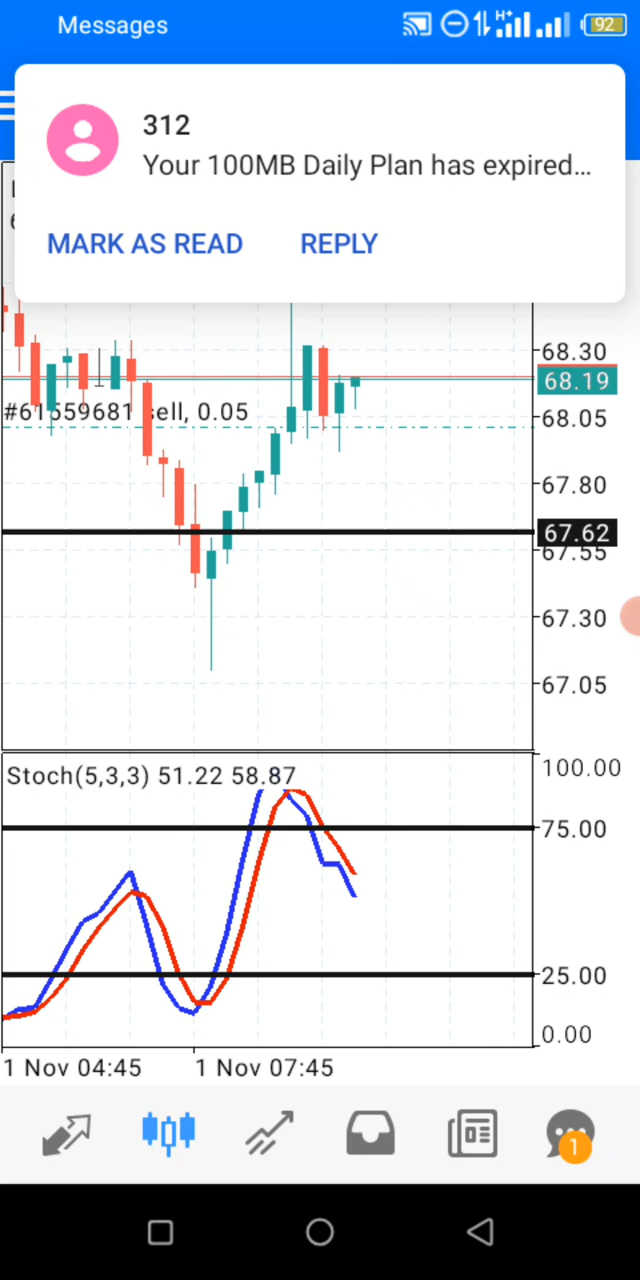 Messages
H+
92
312
Your 100MB Daily Plan has expired...
MARK AS READ
REPLY
68.30
68.19
#61559681 sell, 0.05
68.05
67.80
67.62
67.55
67.30
67.05
Stoch(5,3,3) 51.22 58.87
100.00
75.00
25.00
0.00
1 Nov 04:45
1 Nov 07:45
1